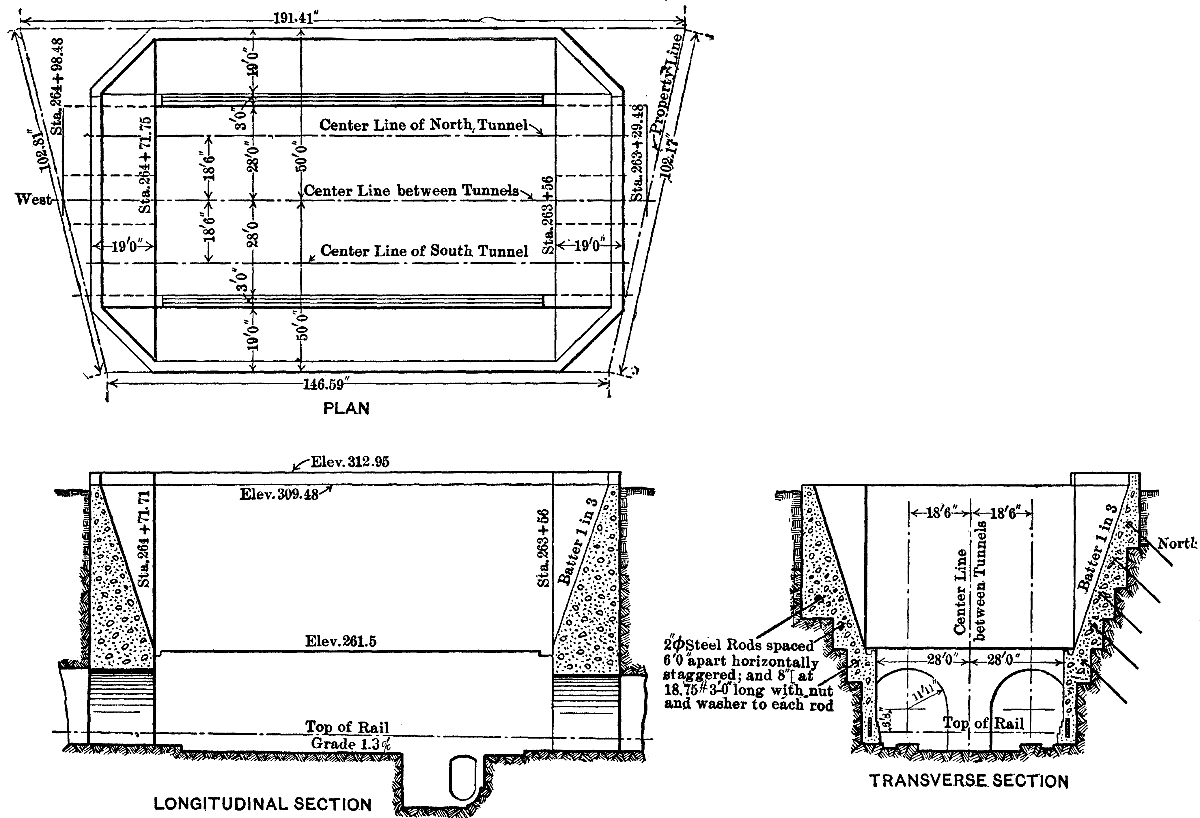 191.41"
Sta. 264+98.48
102.81"
Sta. 264+71.75
19'0"
3'0"
Center Line of North Tunnel
18'6"
28'0"
50'0"
Property Line
Sta. 263+29.48
102.17"
West
Center Line between Tunnels
Sta. 263+56
19'0"
18'6"
28'0"
Center Line of South Tunnel
19'0"
3'0"
19'0"
50'0"
146.59"
PLAN
Elev. 312.95
Elev. 309.48
Sta. 264+71.71
Sta. 263+56
Batter 1 in 3
Elev. 261.5
Top of Rail
Grade 1.3%
LONGITUDINAL SECTION
18'6" 18'6"
Center Line
between Tunnels
Batter 1 in 3
North
2"ϕ Steel Rods spaced
6'0" apart horizontally
staggered; and 8"[ at
18.75# 3'-0" long with nut
and washer to each rod
28'0" 28'0"
11'11"
Top of Rail
TRANSVERSE SECTION